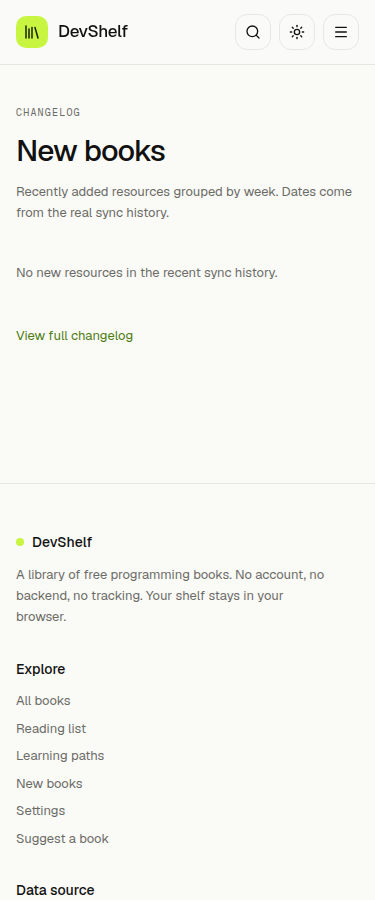 DevShelf
CHANGELOG
New books
Recently added resources grouped by week. Dates come
from the real sync history.
No new resources in the recent sync history.
View full changelog
DevShelf
A library of free programming books. No account, no
backend, no tracking. Your shelf stays in your
browser.
Explore
All books
Reading list
Learning paths
New books
Settings
Suggest a book
Data source